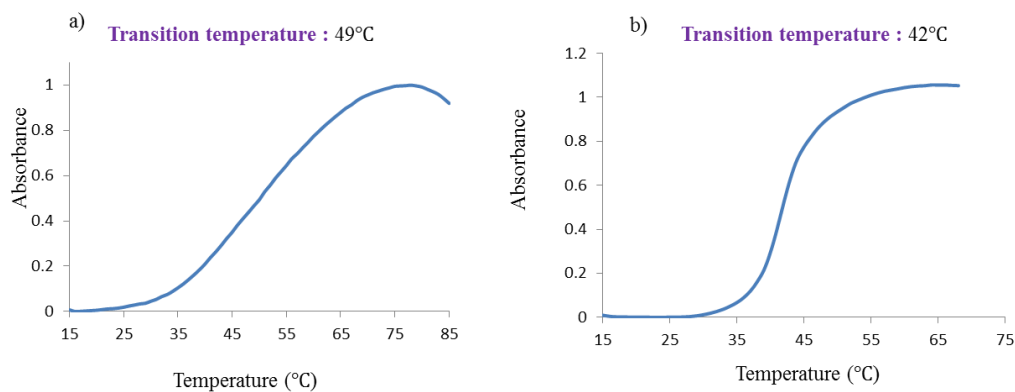 a)
Transition temperature : 49°C
1
0.8
0.6
0.4
0.2
0
Absorbance
15 25 35 45 55 65 75 85
Temperature (°C)
b)
Transition temperature : 42°C
1.2
1
0.8
0.6
0.4
0.2
0
Absorbance
15 25 35 45 55 65 75
Temperature (°C)